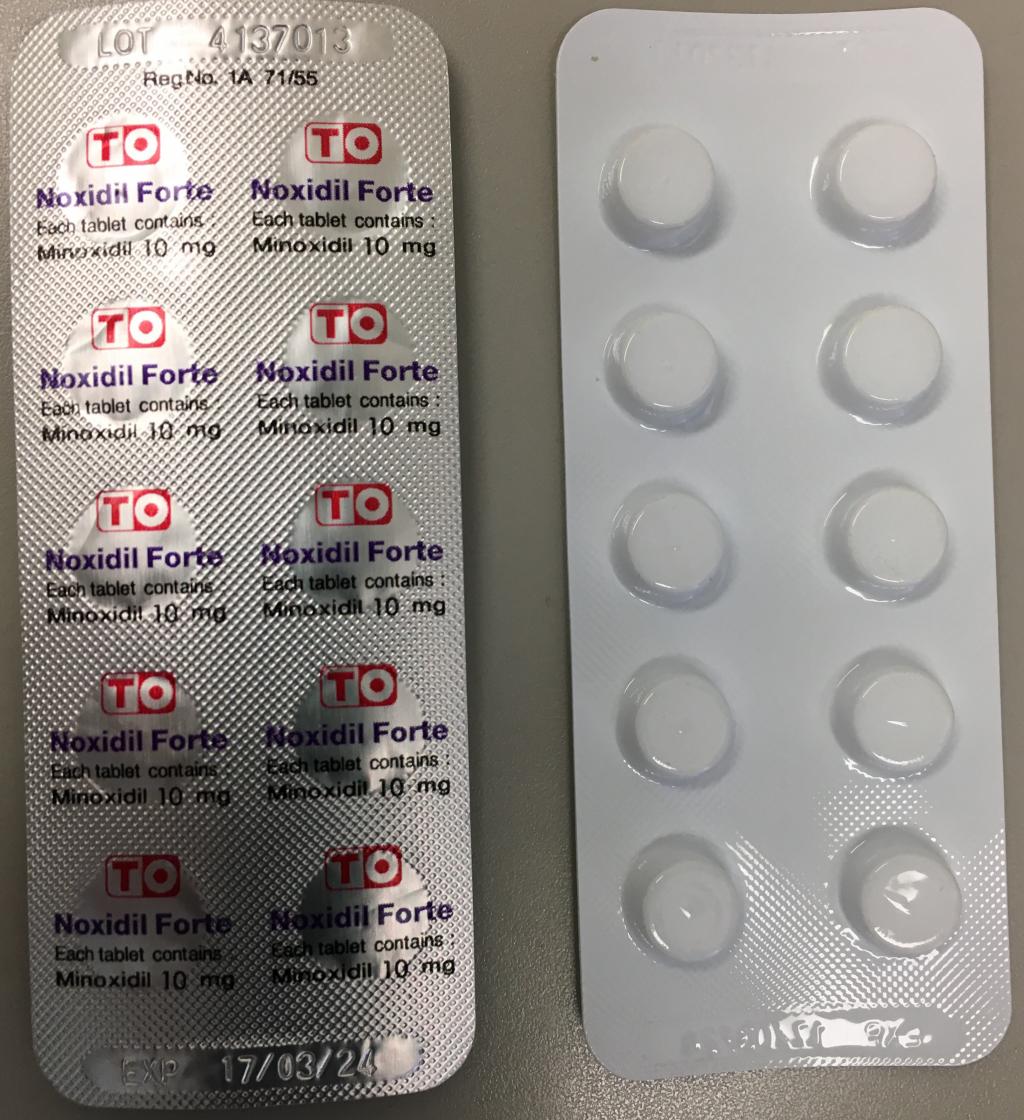 LOT 4137013
Reg.No. 1A 71/55
TO TO
Noxidil Forte Noxidil Forte
Each tablet contains : Each tablet contains :
Minoxidil 10 mg Minoxidil 10 mg
TO TO
Noxidil Forte Noxidil Forte
Each tablet contains : Each tablet contains :
Minoxidil 10 mg Minoxidil 10 mg
TO TO
Noxidil Forte Noxidil Forte
Each tablet contains Each tablet contains :
Minoxidil 10 mg Minoxidil 10 mg
TO TO
Noxidil Forte Noxidil Forte
Each tablet contains : Each tablet contains :
Minoxidil 10 mg Minoxidil 10 mg
TO TO
Noxidil Forte Noxidil Forte
Each tablet contains Each tablet contains :
Minoxidil 10 mg Minoxidil 10 mg
EXP 17/03/24